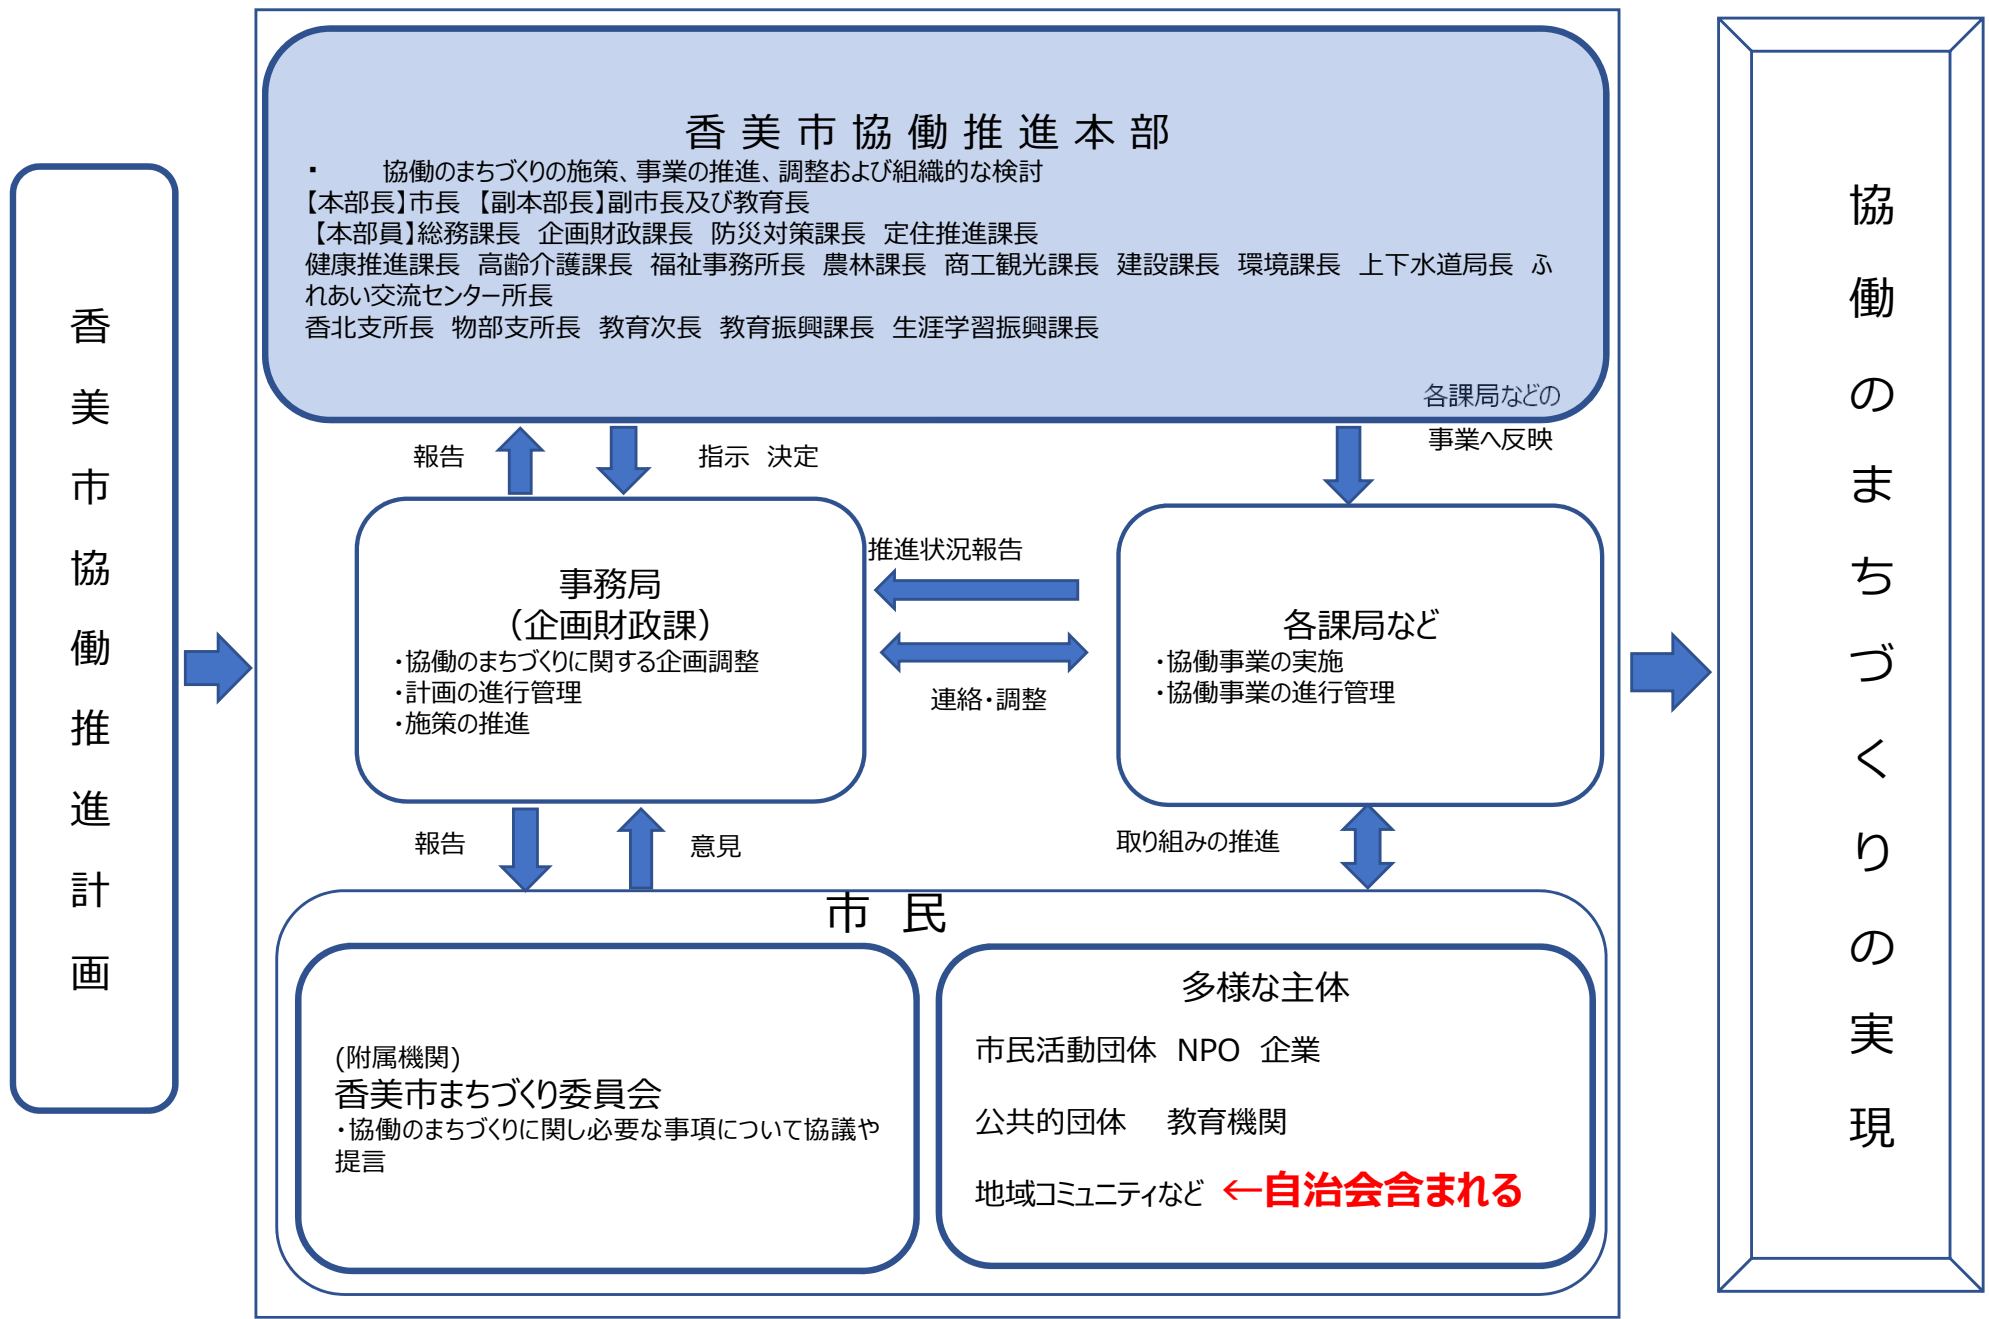 香美市協働推進計画
香美市協働推進本部
▪　協働のまちづくりの施策、事業の推進、調整および組織的な検討
【本部長】市長　【副本部長】副市長及び教育長
【本部員】総務課長　企画財政課長　防災対策課長　定住推進課長
健康推進課長　高齢介護課長　福祉事務所長　農林課長　商工観光課長　建設課長　環境課長　上下水道局長　ふ
れあい交流センター所長
香北支所長　物部支所長　教育次長　教育振興課長　生涯学習振興課長
各課局などの
事業へ反映
報告
指示　決定
事務局
（企画財政課）
・協働のまちづくりに関する企画調整
・計画の進行管理
・施策の推進
推進状況報告
連絡・調整
各課局など
・協働事業の実施
・協働事業の進行管理
報告
意見
取り組みの推進
市　民
(附属機関)
香美市まちづくり委員会
・協働のまちづくりに関し必要な事項について協議や
提言
多様な主体
市民活動団体　NPO　企業
公共的団体　教育機関
地域コミュニティなど　←自治会含まれる
協働のまちづくりの実現